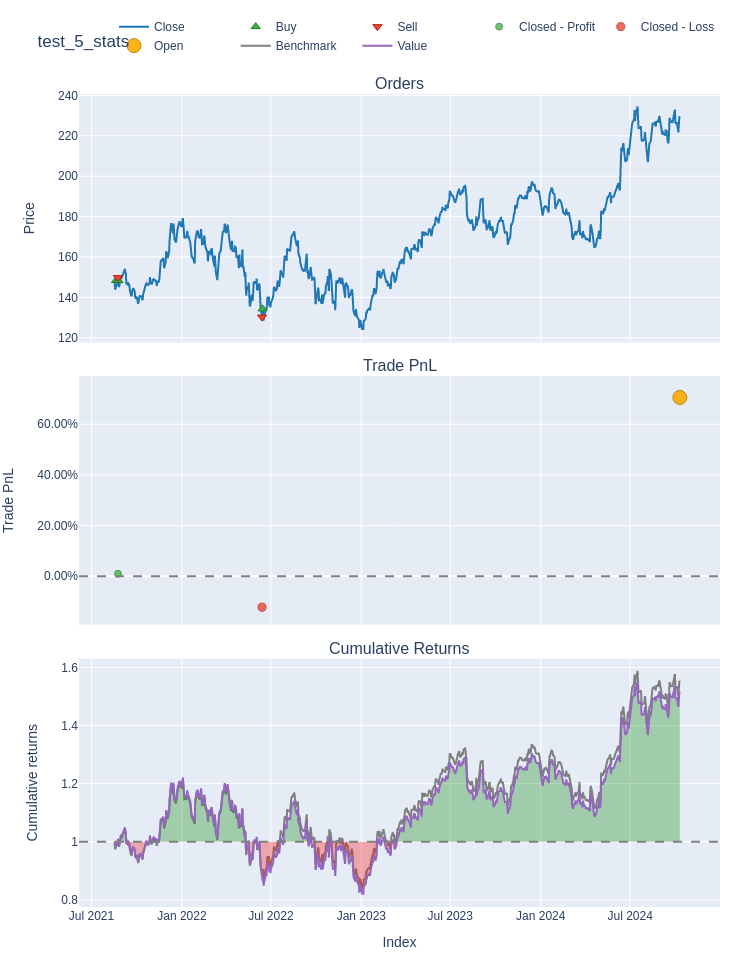 test_5_stats
Close
Buy
Sell
Closed - Profit
Closed - Loss
Open
Benchmark
Value
Orders
240
220
200
180
160
140
120
Price
Trade PnL
60.00%
40.00%
20.00%
0.00%
Trade PnL
Cumulative Returns
1.6
1.4
1.2
1
0.8
Cumulative returns
Jul 2021 Jan 2022 Jul 2022 Jan 2023 Jul 2023 Jan 2024 Jul 2024
Index